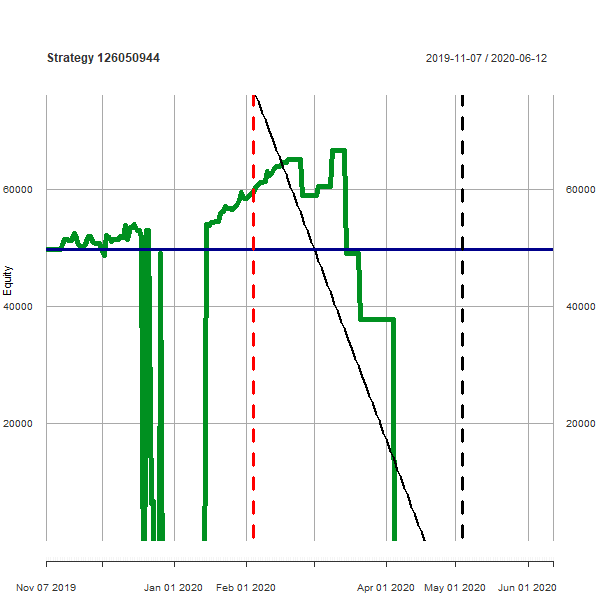 Strategy 126050944
2019-11-07 / 2020-06-12
60000
60000
Equity
40000
40000
20000
20000
Nov 07 2019
Jan 01 2020
Feb 01 2020
Apr 01 2020
May 01 2020
Jun 01 2020